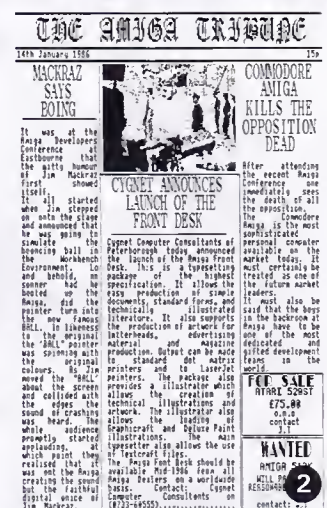 THE AMIGA TRIBUNE
14th January 1986
15p
MACKRAZ
SAYS
BOING
It was at the
Amiga Developers
Conference at
Eastbourne that
the witty humour
of Jim Mackraz
first showed
itself.
It all started
when Jim stepped
on onto the stage
and announced that
he was going to
simulate the
bouncing ball in
the Workbench
Environment. Lo
and behold, no
sooner had he
booted up the
Amiga, did the
pointer turn into
the now famous
BALL. In likeness
to the original
the "BALL" pointer
was spinning with
the original
colours. As Jim
moved the "BALL"
about the screen
and collided with
the edges the
sound of crashing
was heard. The
whole audience
promptly started
applauding, at
which point they
realised that it
was not the Amiga
creating the sound
but the faithful
digital voice of
Jim Mackraz.
CYGNET ANNOUNCES
LAUNCH OF THE
FRONT DESK
Cygnet Computer Consultants of
Peterborough today announced
the launch of the Amiga Front
Desk. This is a typesetting
package of the highest
specification. It allows the
easy production of simple
documents, standard forms, and
technically illustrated
literature. It also supports
the production of artwork for
letterheads, advertising
material and magazine
production. Output can be made
to standard dot matrix
printers and to LaserJet
printers. The package also
provides a illustrator which
allows the creation of
technical illustrations and
artwork. The illustrator also
allows the loading of
Graphicraft and Deluxe Paint
illustrations. The main
typesetter also allows the use
of Textcraft files.
The Amiga Font Desk should be
available Mid-1986 from all
Amiga Dealers on a worldwide
basis. Contact: Cygnet
Computer Consultants on
(0733-68555).
COMMODORE
AMIGA
KILLS THE
OPPOSITION
DEAD
After attending
the recent Amiga
Conference one
immediately sees
the death of all
the opposition.
The Commodore
Amiga is the most
sophisticated
personal computer
available on the
market today. It
must certainly be
treated as one of
the future market
leaders.
It must also be
said that the boys
in the backroom at
Amiga have to be
one of the most
dedicated and
gifted development
teams in the
world.
FOR SALE
ATARI 520ST
£75.00
o.n.o
contact
WANTED
AMIGA
WILL
contact:
2